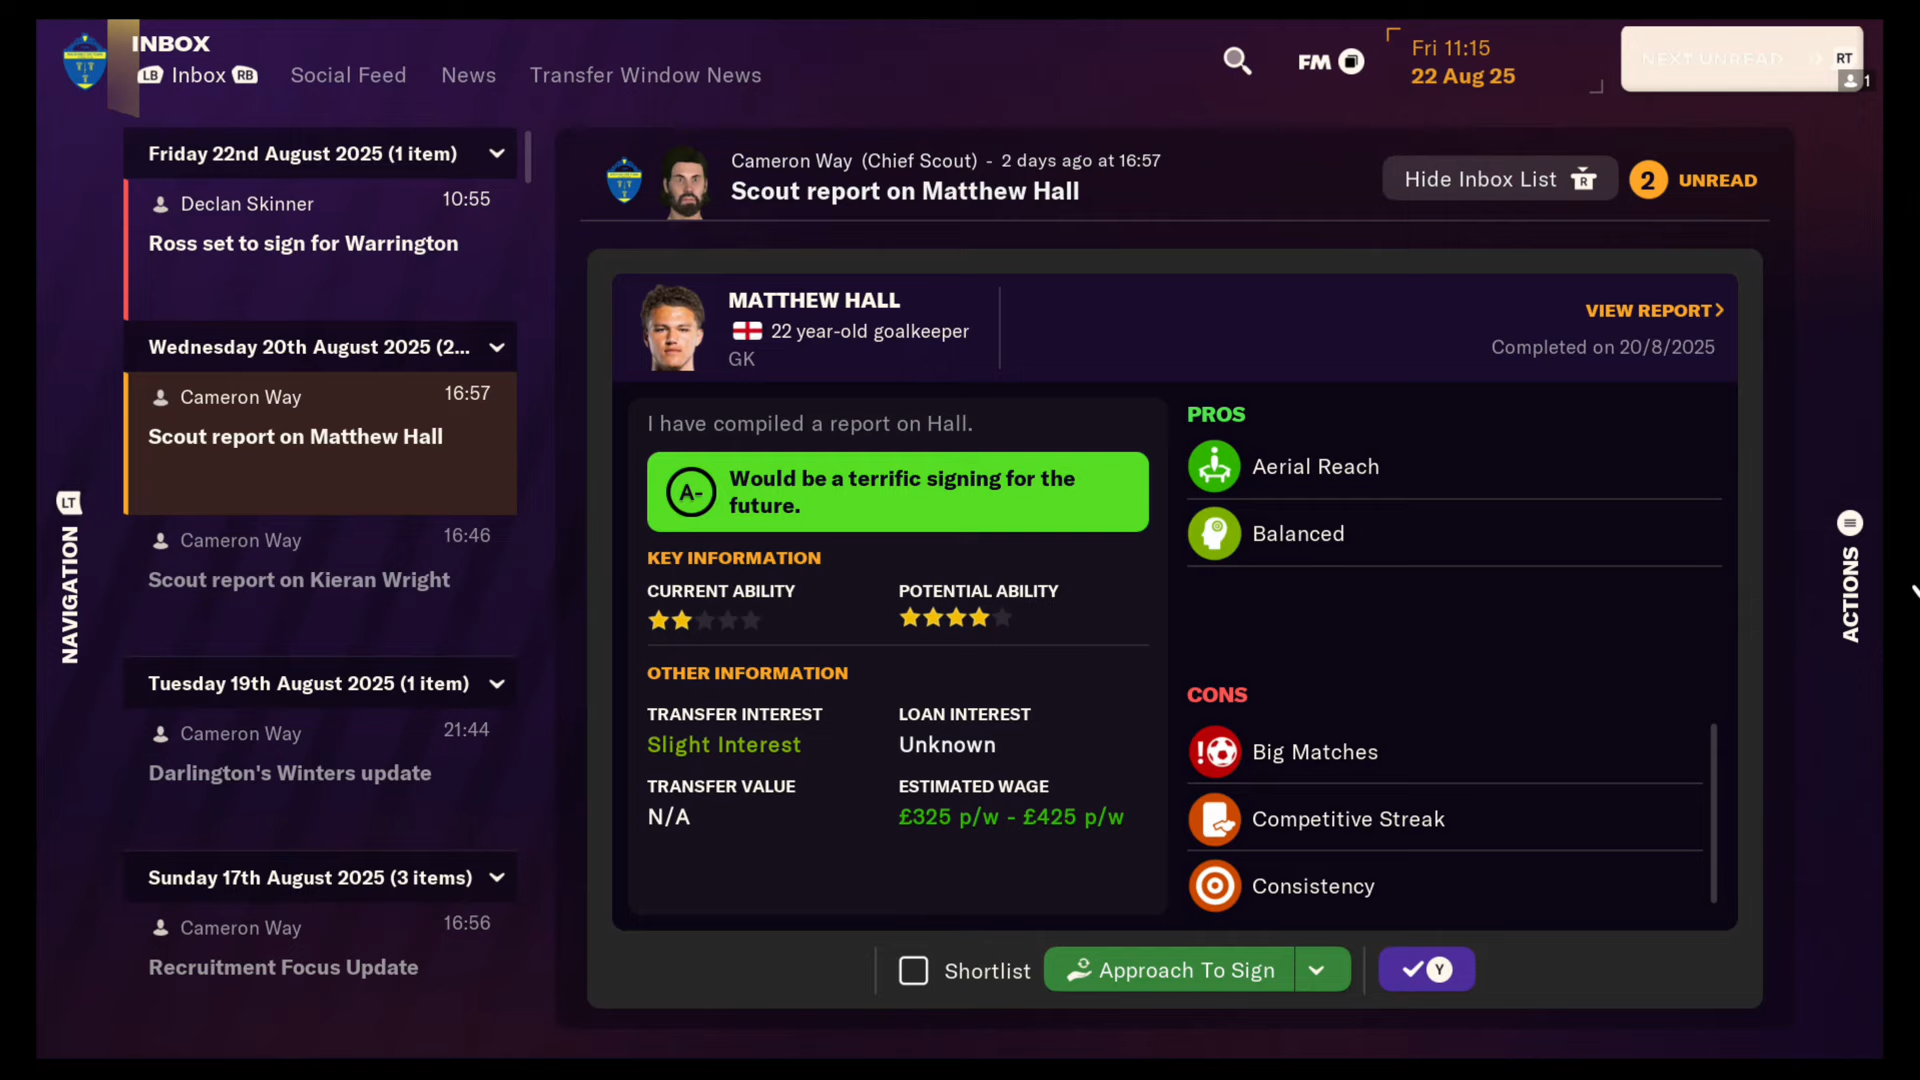 INBOX
LB Inbox RB
Social Feed
News
Transfer Window News
FM
Fri 11:15
22 Aug 25
NEXT UNREAD
RT
1
Friday 22nd August 2025 (1 item)
Declan Skinner 10:55
Ross set to sign for Warrington
Wednesday 20th August 2025 (2...
Cameron Way 16:57
Scout report on Matthew Hall
Cameron Way 16:46
Scout report on Kieran Wright
Tuesday 19th August 2025 (1 item)
Cameron Way 21:44
Darlington's Winters update
Sunday 17th August 2025 (3 items)
Cameron Way 16:56
Recruitment Focus Update
LT
NAVIGATION
Cameron Way (Chief Scout) - 2 days ago at 16:57
Scout report on Matthew Hall
Hide Inbox List R
2 UNREAD
MATTHEW HALL
22 year-old goalkeeper
GK
VIEW REPORT
Completed on 20/8/2025
I have compiled a report on Hall.
A-
Would be a terrific signing for the
future.
KEY INFORMATION
CURRENT ABILITY
POTENTIAL ABILITY
OTHER INFORMATION
TRANSFER INTEREST
Slight Interest
LOAN INTEREST
Unknown
TRANSFER VALUE
N/A
ESTIMATED WAGE
£325 p/w - £425 p/w
PROS
Aerial Reach
Balanced
CONS
Big Matches
Competitive Streak
Consistency
Shortlist
Approach To Sign
Y
ACTIONS